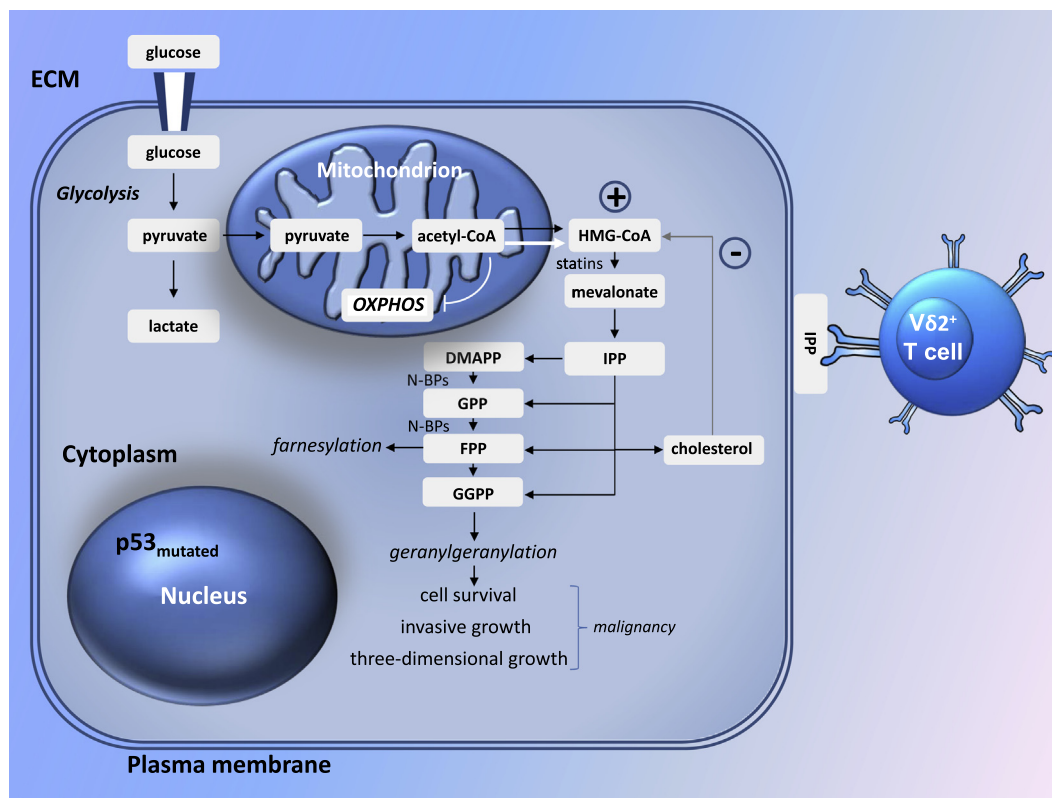 glucose
ECM
glucose
Mitochondrion
Glycolysis
+
pyruvate
pyruvate
acetyl-CoA
HMG-CoA
-
statins
mevalonate
OXPHOS
lactate
IPP
Vδ2+
T cell
DMAPP
IPP
N-BPs
GPP
N-BPs
farnesylation
FPP
cholesterol
Cytoplasm
GGPP
p53mutated
geranylgeranylation
Nucleus
cell survival
invasive growth
malignancy
three-dimensional growth
Plasma membrane